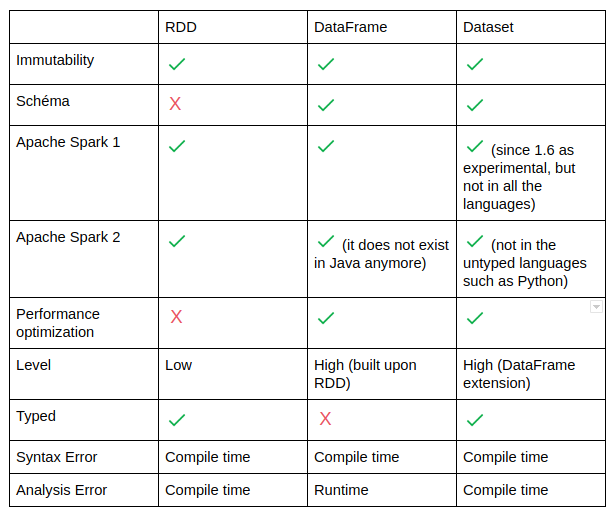 RDD DataFrame Dataset
Immutability ✓ ✓ ✓
Schéma X ✓ ✓
Apache Spark 1 ✓ ✓ ✓ (since 1.6 as
experimental, but
not in all the
languages)
Apache Spark 2 ✓ ✓ (it does not exist
in Java anymore)
✓ (not in the
untyped languages
such as Python)
Performance
optimization
X ✓ ✓
Level Low High (built upon
RDD)
High (DataFrame
extension)
Typed ✓ X ✓
Syntax Error Compile time Compile time Compile time
Analysis Error Compile time Runtime Compile time